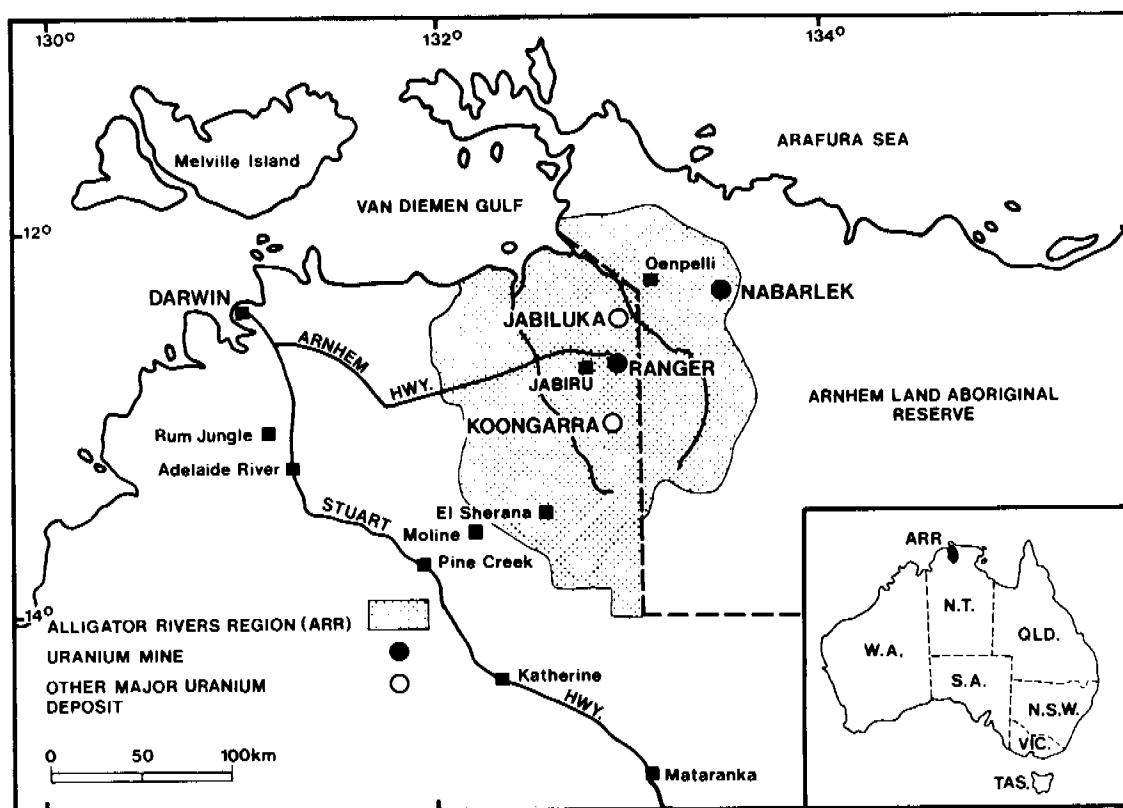 130°
132°
134°
ARAFURA SEA
Melville Island
VAN DIEMEN GULF
12°
Oenpelli
NABARLEK
DARWIN
JABILUKA
ARNHEM
HWY.
JABIRU
RANGER
ARNHEM LAND ABORIGINAL
RESERVE
KOONGARRA
Rum Jungle
Adelaide River
STUART
El Sherana
Moline
Pine Creek
14°
ALLIGATOR RIVERS REGION (ARR)
URANIUM MINE
OTHER MAJOR URANIUM
DEPOSIT
Katherine
HWY.
0 50 100km
Mataranka
ARR
N.T.
W.A.
QLD.
S.A.
N.S.W.
VIC.
TAS.